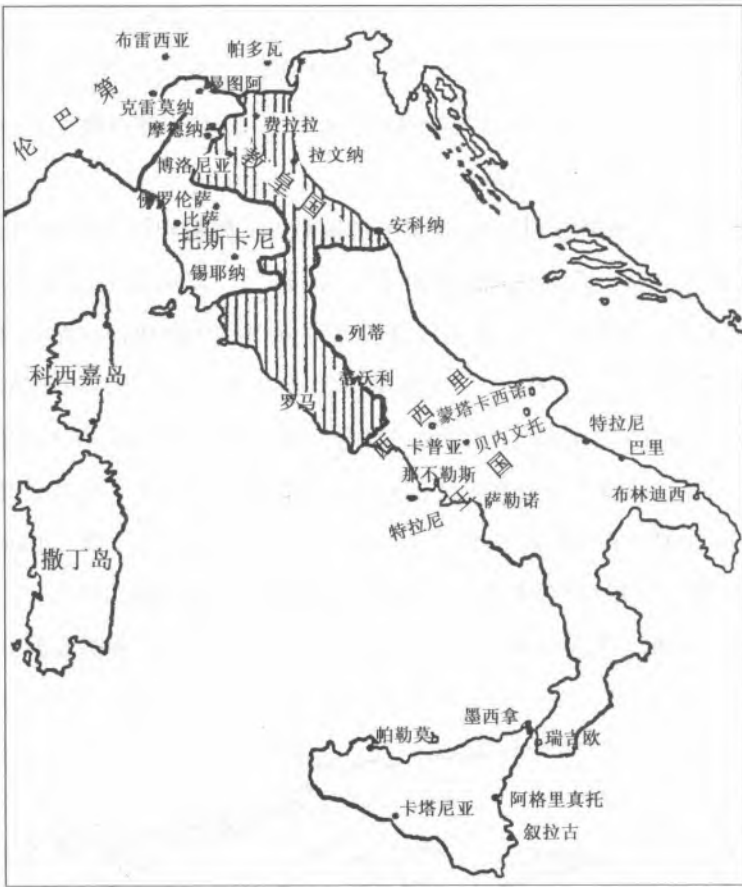 布雷西亚
帕多瓦
伦巴第
曼图阿
克雷莫纳
摩德纳
费拉拉
博洛尼亚
拉文纳
教皇国
佛罗伦萨
比萨
安科纳
托斯卡尼
锡耶纳
列蒂
科西嘉岛
蒂沃利
罗马
西西里王国
蒙塔卡西诺
特拉尼
卡普亚
贝内文托
巴里
那不勒斯
布林迪西
萨勒诺
特拉尼
撒丁岛
墨西拿
帕勒莫
瑞吉欧
阿格里真托
卡塔尼亚
叙拉古